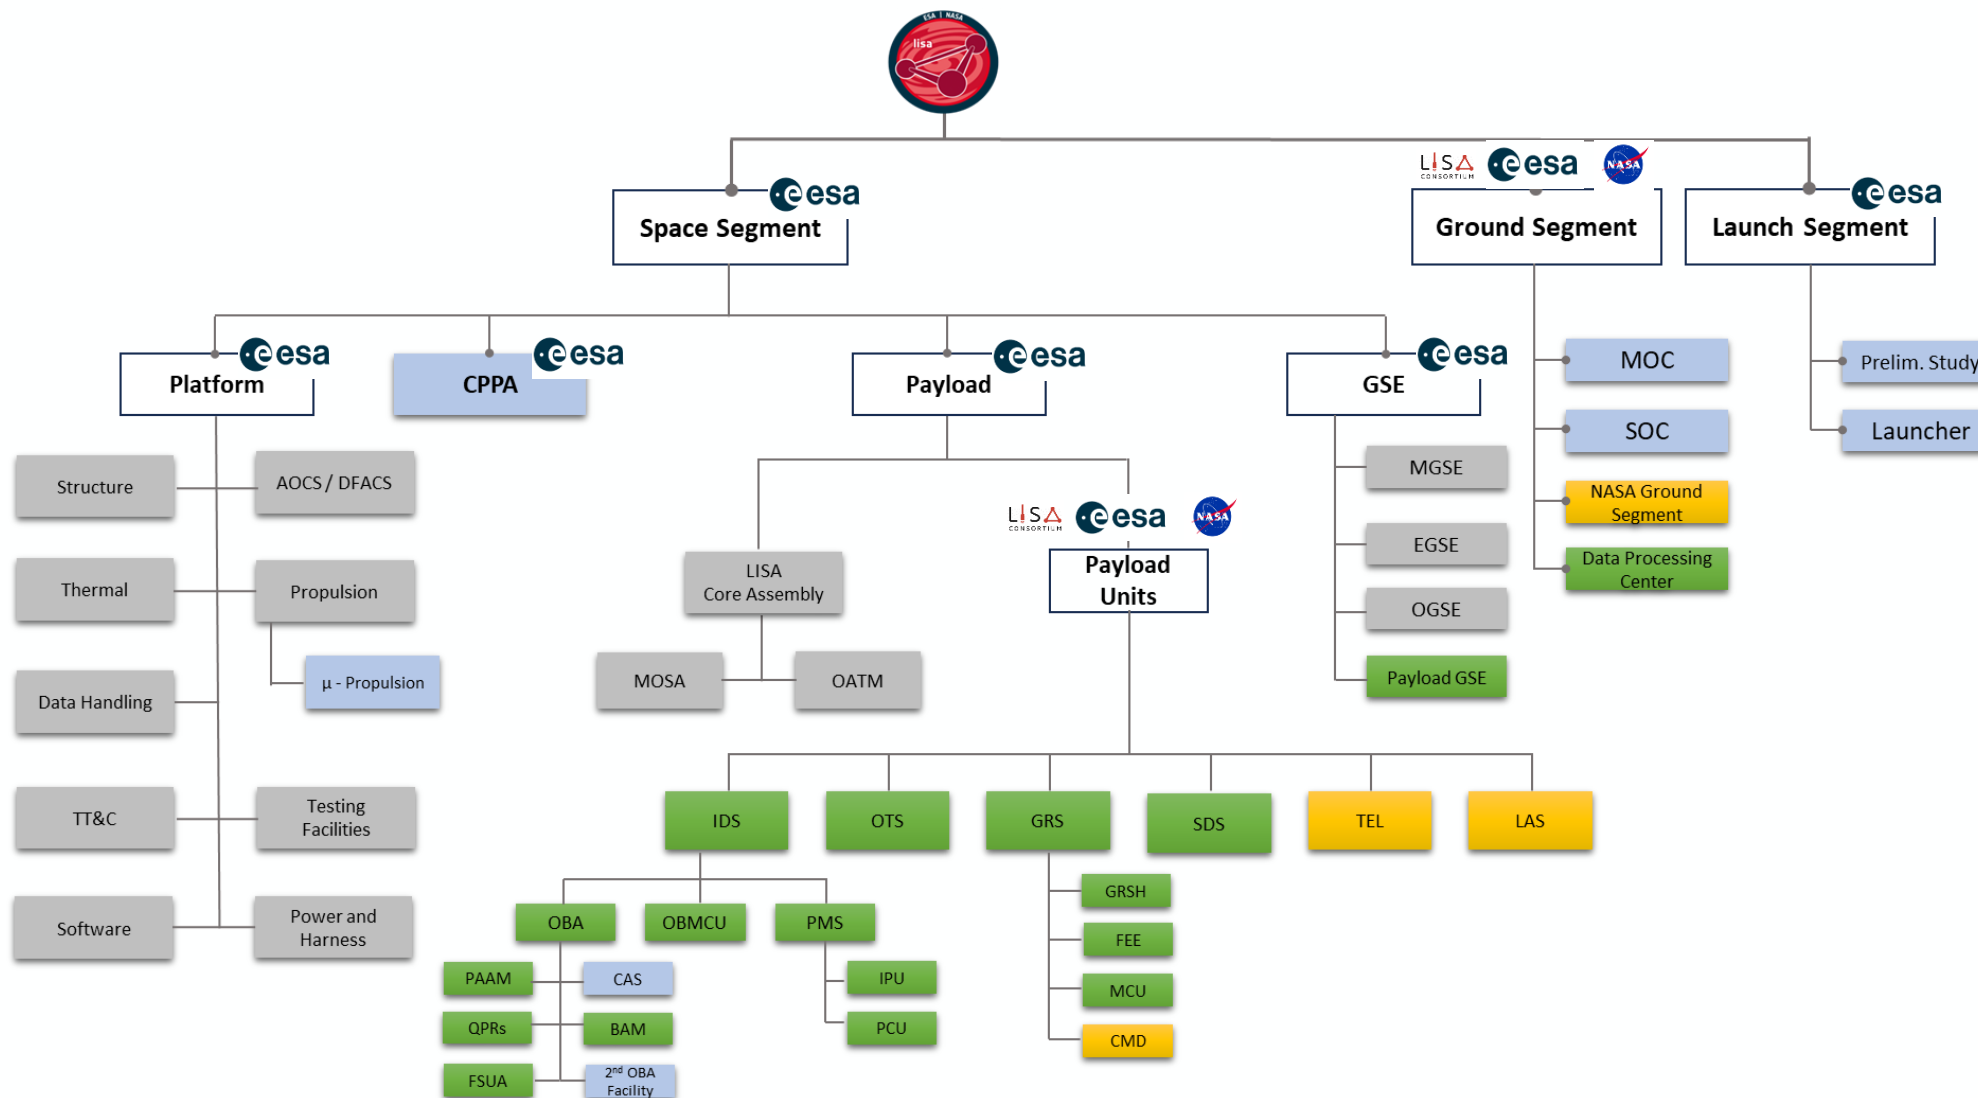 ESA | NASA
lisa
LISA
CONSORTIUM
esa
NASA
esa
esa
Space Segment
Ground Segment
Launch Segment
esa
esa
esa
esa
Platform
CPPA
Payload
GSE
MOC
Prelim. Study
SOC
Launcher
NASA Ground
Segment
Data Processing
Center
Structure
AOCS / DFACS
Thermal
Propulsion
µ - Propulsion
Data Handling
TT&C
Testing
Facilities
Software
Power and
Harness
LISA
CONSORTIUM
esa
NASA
LISA
Core Assembly
Payload
Units
MOSA
OATM
MGSE
EGSE
OGSE
Payload GSE
IDS
OTS
GRS
SDS
TEL
LAS
OBA
OBMCU
PMS
PAAM
CAS
QPRs
BAM
FSUA
2nd OBA
Facility
IPU
PCU
GRSH
FEE
MCU
CMD